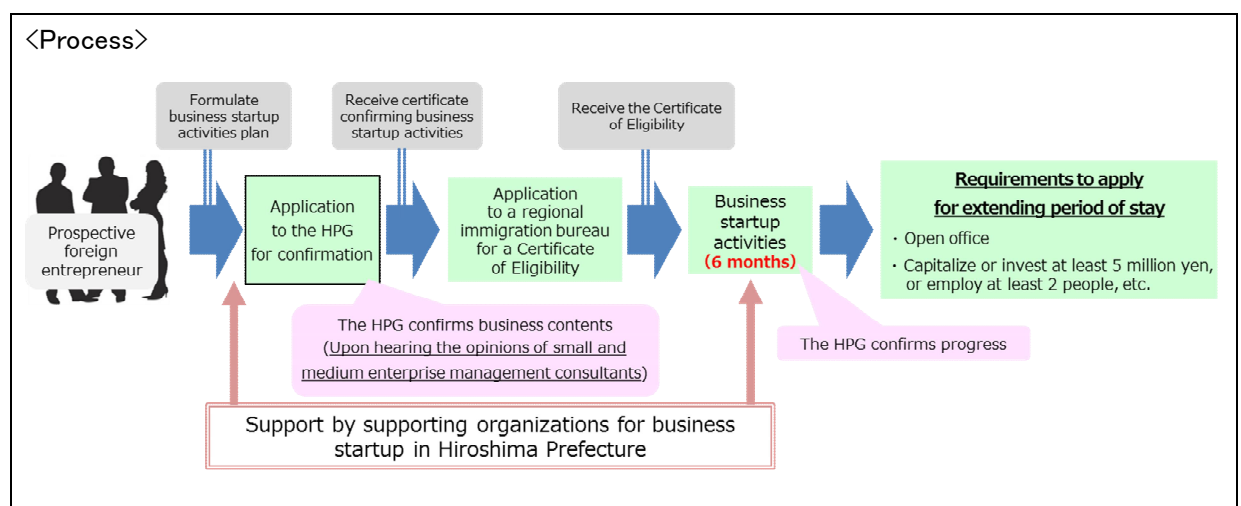 <Process>
Formulate
business startup
activities plan
Receive certificate
confirming business
startup activities
Receive the Certificate
of Eligibility
Prospective
foreign
entrepreneur
Application
to the HPG
for confirmation
Application
to a regional
immigration bureau
for a Certificate
of Eligibility
Business
startup
activities
(6 months)
Requirements to apply
for extending period of stay
・Open office
・Capitalize or invest at least 5 million yen,
or employ at least 2 people, etc.
The HPG confirms business contents
(Upon hearing the opinions of small and
medium enterprise management consultants)
The HPG confirms progress
Support by supporting organizations for business
startup in Hiroshima Prefecture